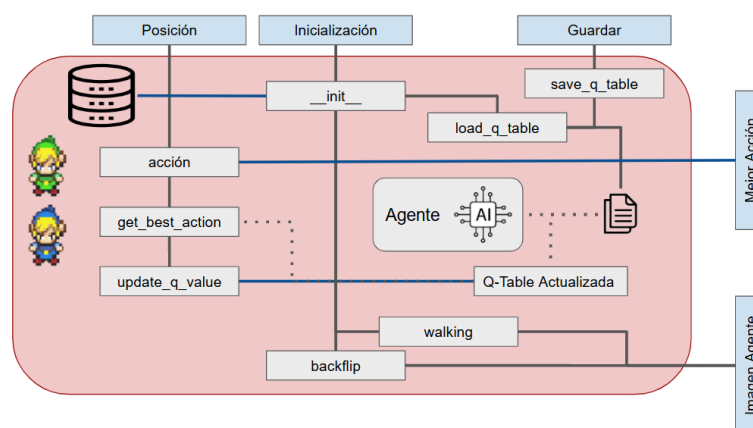 Posición
Inicialización
Guardar
save_q_table
__init__
load_q_table
Mejor Acción
acción
Agente
AI
get_best_action
update_q_value
Q-Table Actualizada
walking
backflip
Imagen Agente